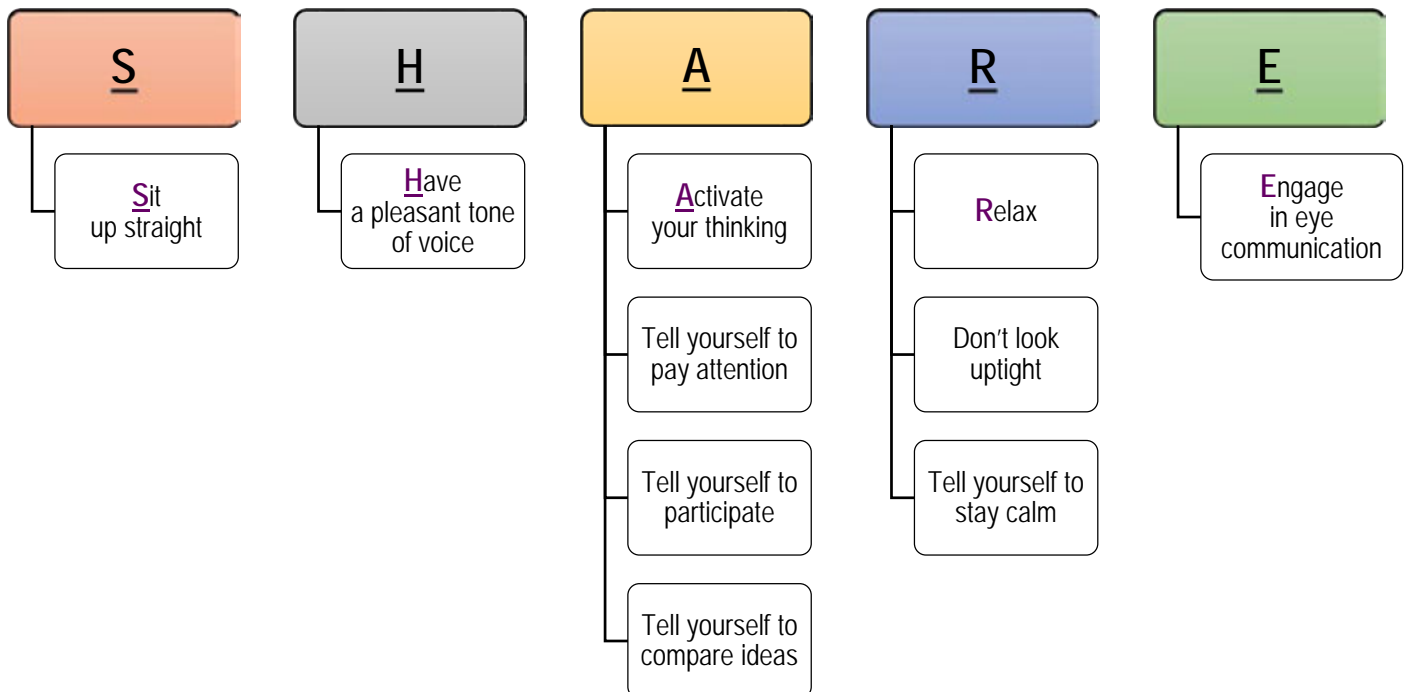 S
H
A
R
E
Sit
up straight
Have
a pleasant tone
of voice
Activate
your thinking
Tell yourself to
pay attention
Tell yourself to
participate
Tell yourself to
compare ideas
Relax
Don't look
uptight
Tell yourself to
stay calm
Engage
in eye
communication